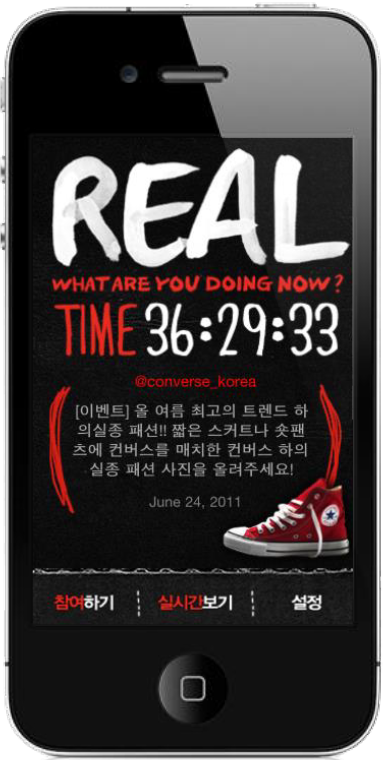 REAL
WHAT ARE YOU DOING NOW?
TIME 36:29:33
@converse_korea
[이벤트] 올 여름 최고의 트렌드 하
의실종 패션!! 짧은 스커트나 숏팬
츠에 컨버스를 매치한 컨버스 하의
실종 패션 사진을 올려주세요!
June 24, 2011
참여하기 실시간보기 설정